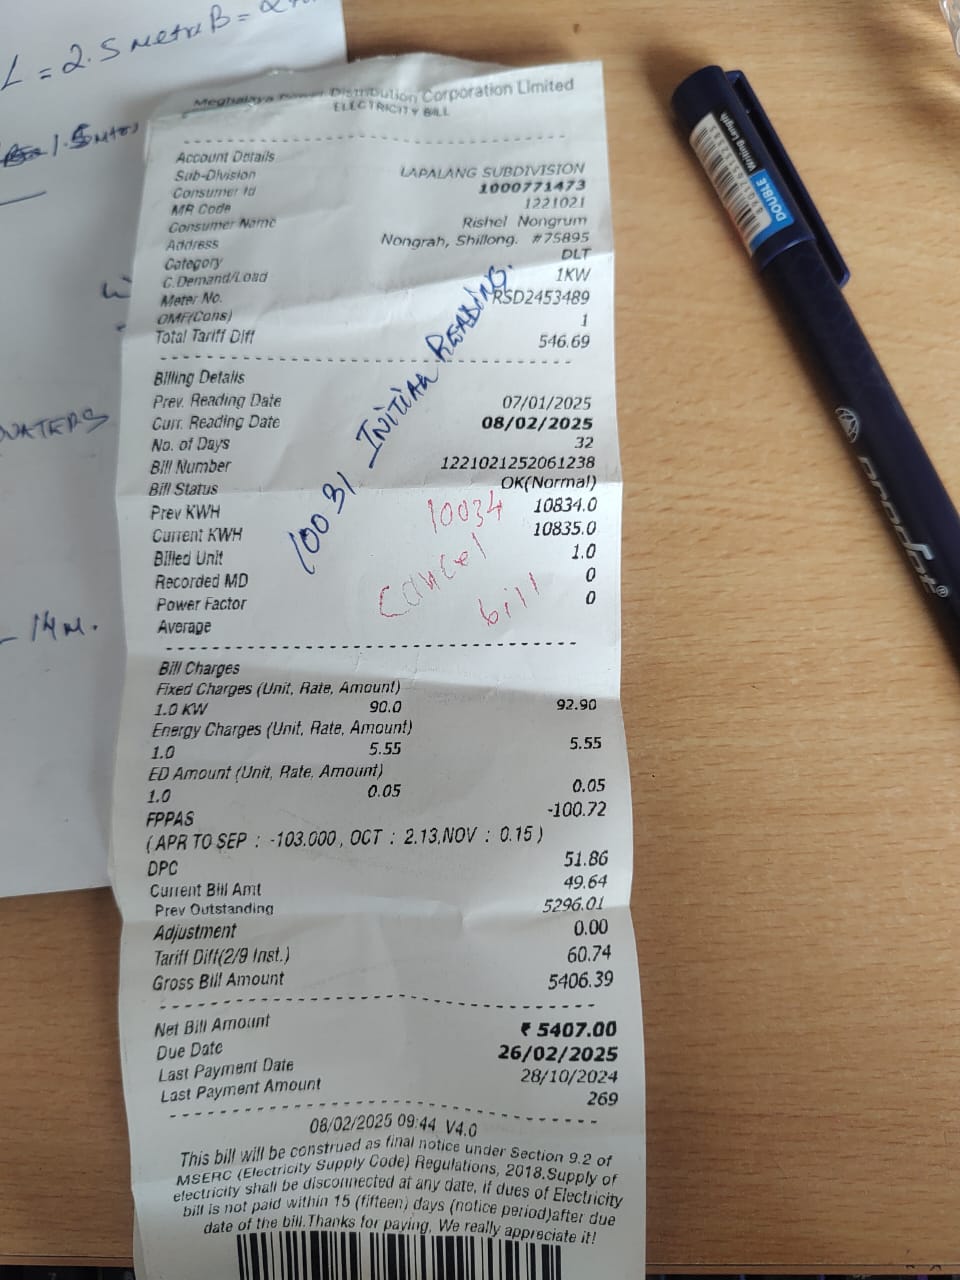 L = 2.5 metre B =
1.5
WATERS
14 M.
Meghalaya Power Distribution Corporation Limited
ELECTRICITY BILL
Account Details
Sub-Division LAPALANG SUBDIVISION
Consumer Id 1000771473
MR Code 1221021
Consumer Name Rishel Nongrum
Address Nongrah, Shillong. #75895
Category DLT
C.Demand/Load 1KW
Meter No. RSD2453489
OMF(Cons) 1
Total Tariff Diff 546.69
10031 INITIAL READING.
Billing Details
Prev. Reading Date 07/01/2025
Curr. Reading Date 08/02/2025
No. of Days 32
Bill Number 1221021252061238
Bill Status OK(Normal)
Prev KWH 10834.0
Current KWH 10835.0
Billed Unit 1.0
Recorded MD 0
Power Factor 0
Average
10034
Cancel
bill
Bill Charges
Fixed Charges (Unit, Rate, Amount)
1.0 KW 90.0 92.90
Energy Charges (Unit, Rate, Amount)
1.0 5.55 5.55
ED Amount (Unit, Rate, Amount)
1.0 0.05 0.05
FPPAS -100.72
(APR TO SEP : -103.000, OCT : 2.13,NOV : 0.15)
DPC 51.86
Current Bill Amt 49.64
Prev Outstanding 5296.01
Adjustment 0.00
Tariff Diff(2/9 Inst.) 60.74
Gross Bill Amount 5406.39
Net Bill Amount ₹ 5407.00
Due Date 26/02/2025
Last Payment Date 28/10/2024
Last Payment Amount 269
08/02/2025 09:44 V4.0
This bill will be construed as final notice under Section 9.2 of
MSERC (Electricity Supply Code) Regulations, 2018.Supply of
electricity shall be disconnected at any date, if dues of Electricity
bill is not paid within 15 (fifteen) days (notice period)after due
date of the bill.Thanks for paying, We really appreciate it!
DOUBLE
Writing Length